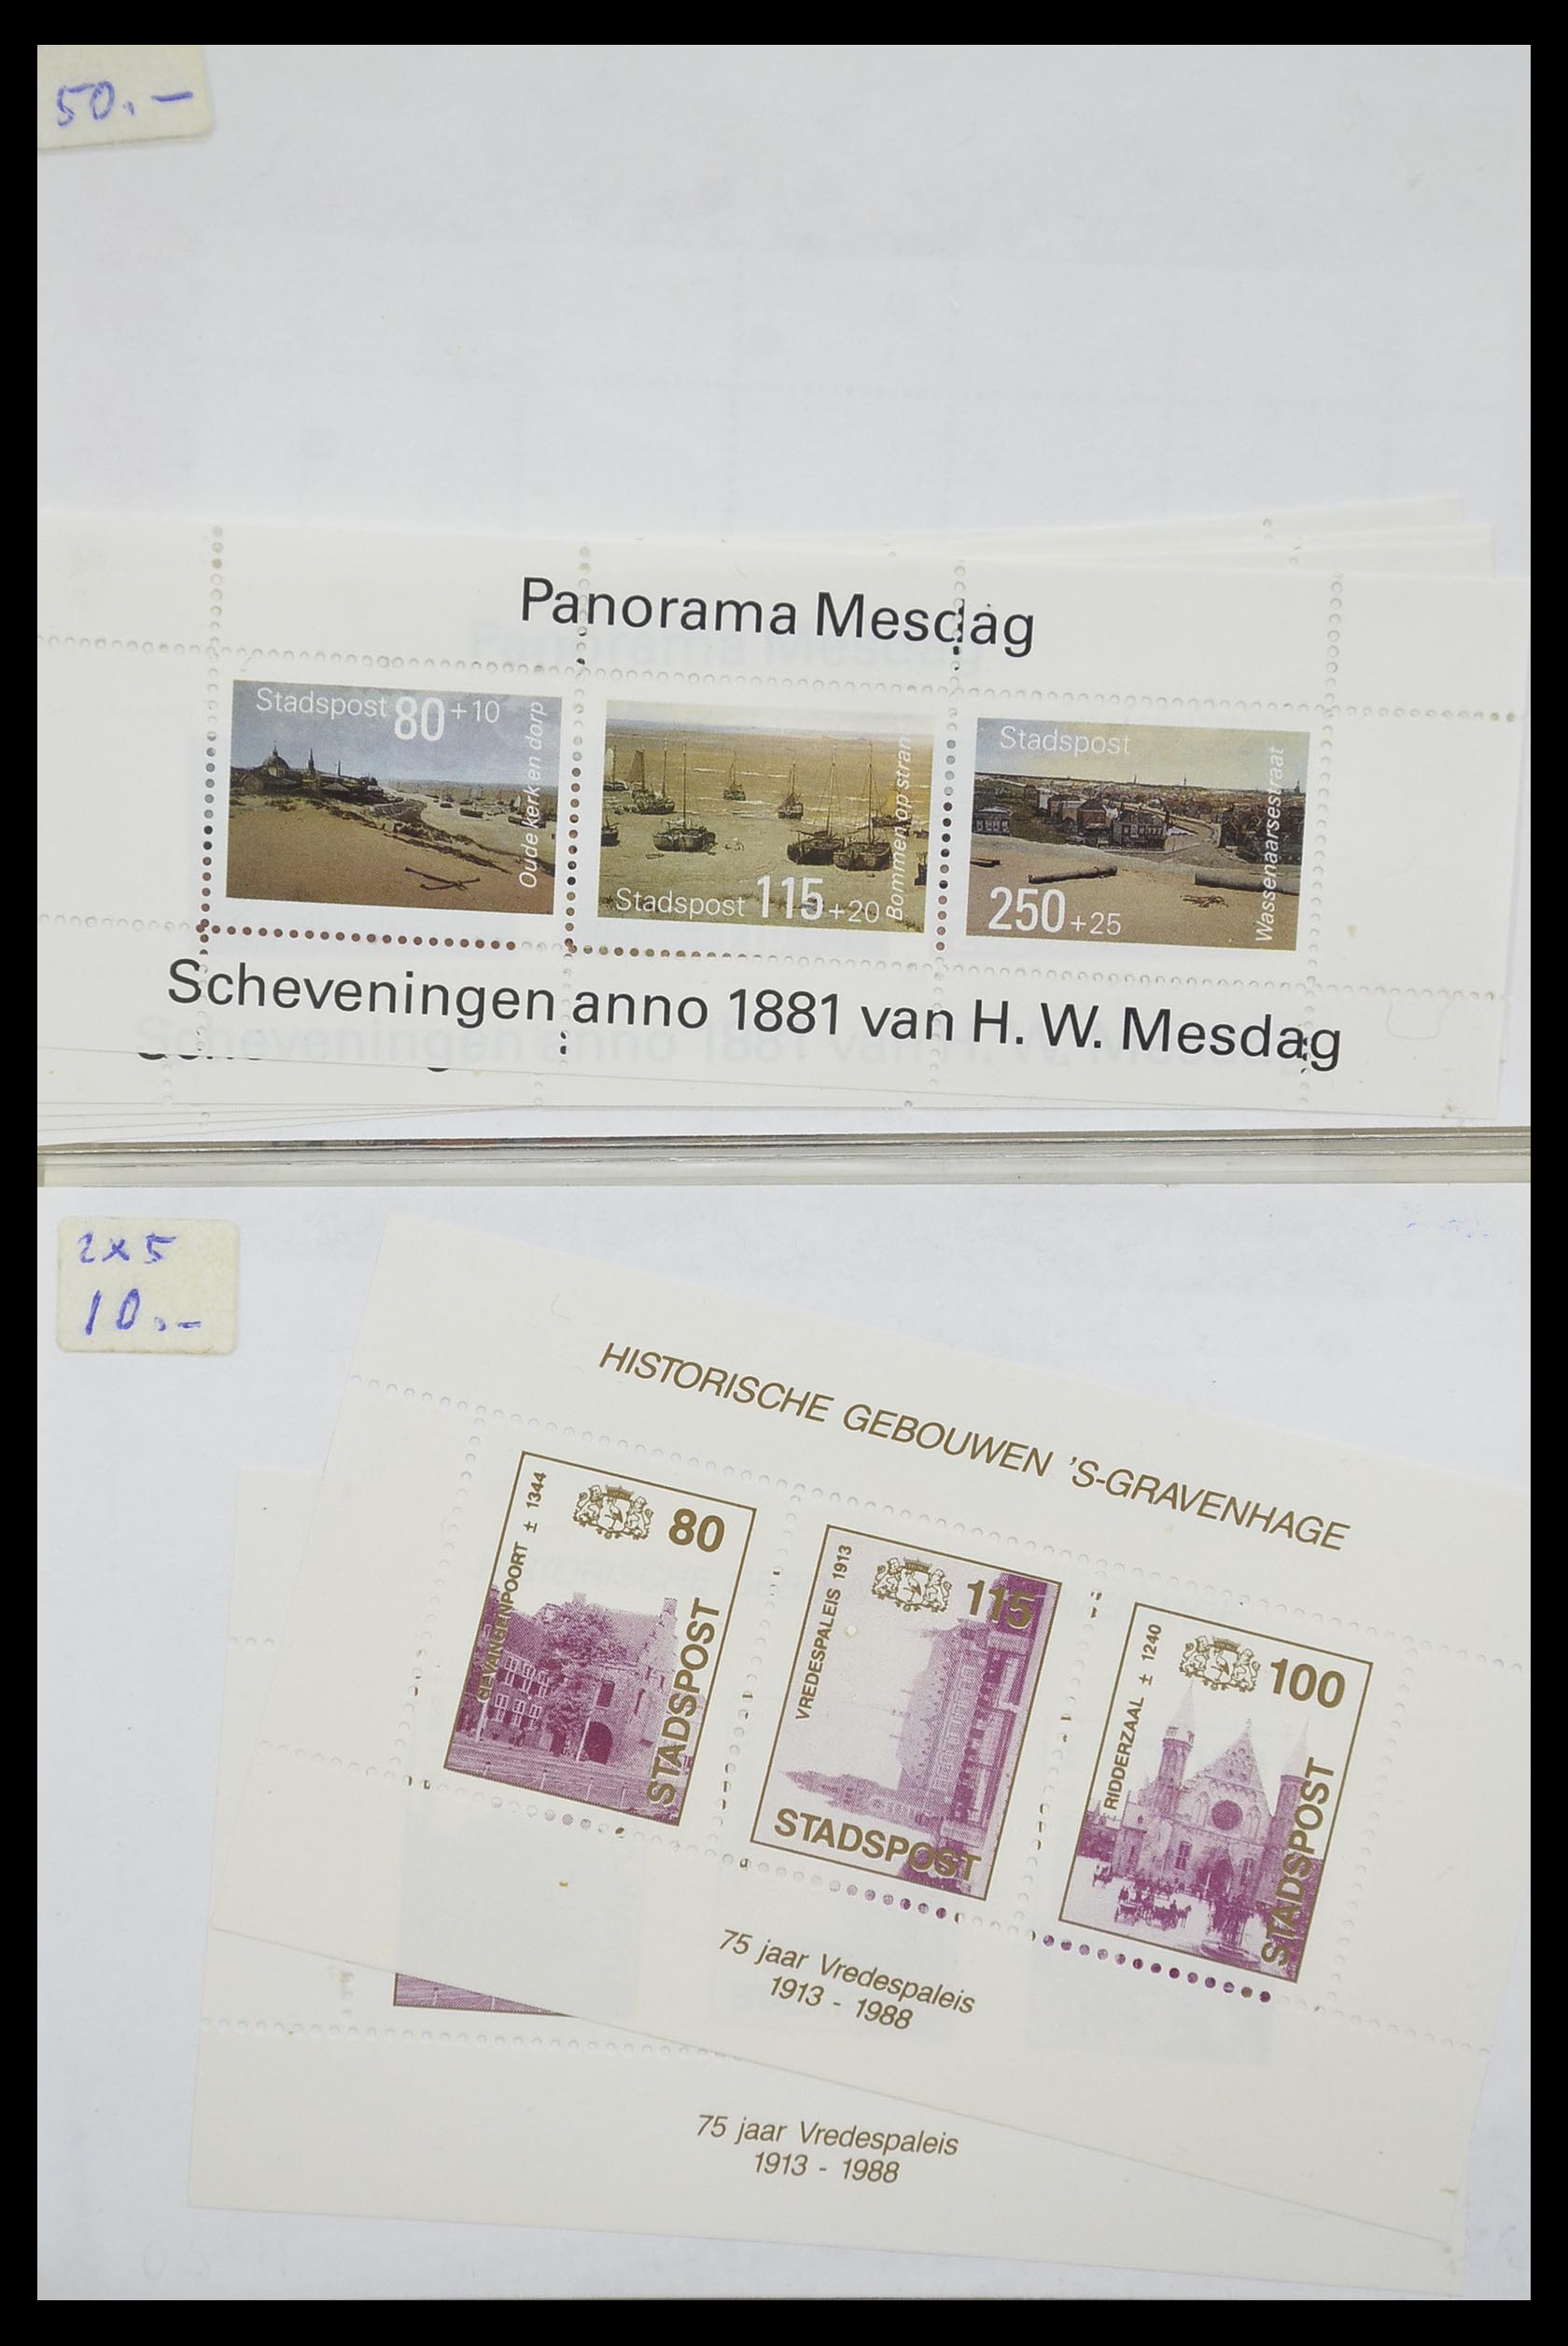 50.-
Panorama Mesdag
Stadspost 80 +10
Oude kerk en dorp
Stadspost 115 +20
Bommen op stran
Stadspost
250 +25
Wassenaarsestraat
Scheveningen anno 1881 van H. W. Mesdag
2 x 5
10.-
HISTORISCHE GEBOUWEN 'S-GRAVENHAGE
GEVANGENPOORT ± 1344
80
STADSPOST
VREDESPALEIS 1913
115
STADSPOST
RIDDERZAAL ± 1240
100
STADSPOST
75 jaar Vredespaleis
1913 - 1988
75 jaar Vredespaleis
1913 - 1988